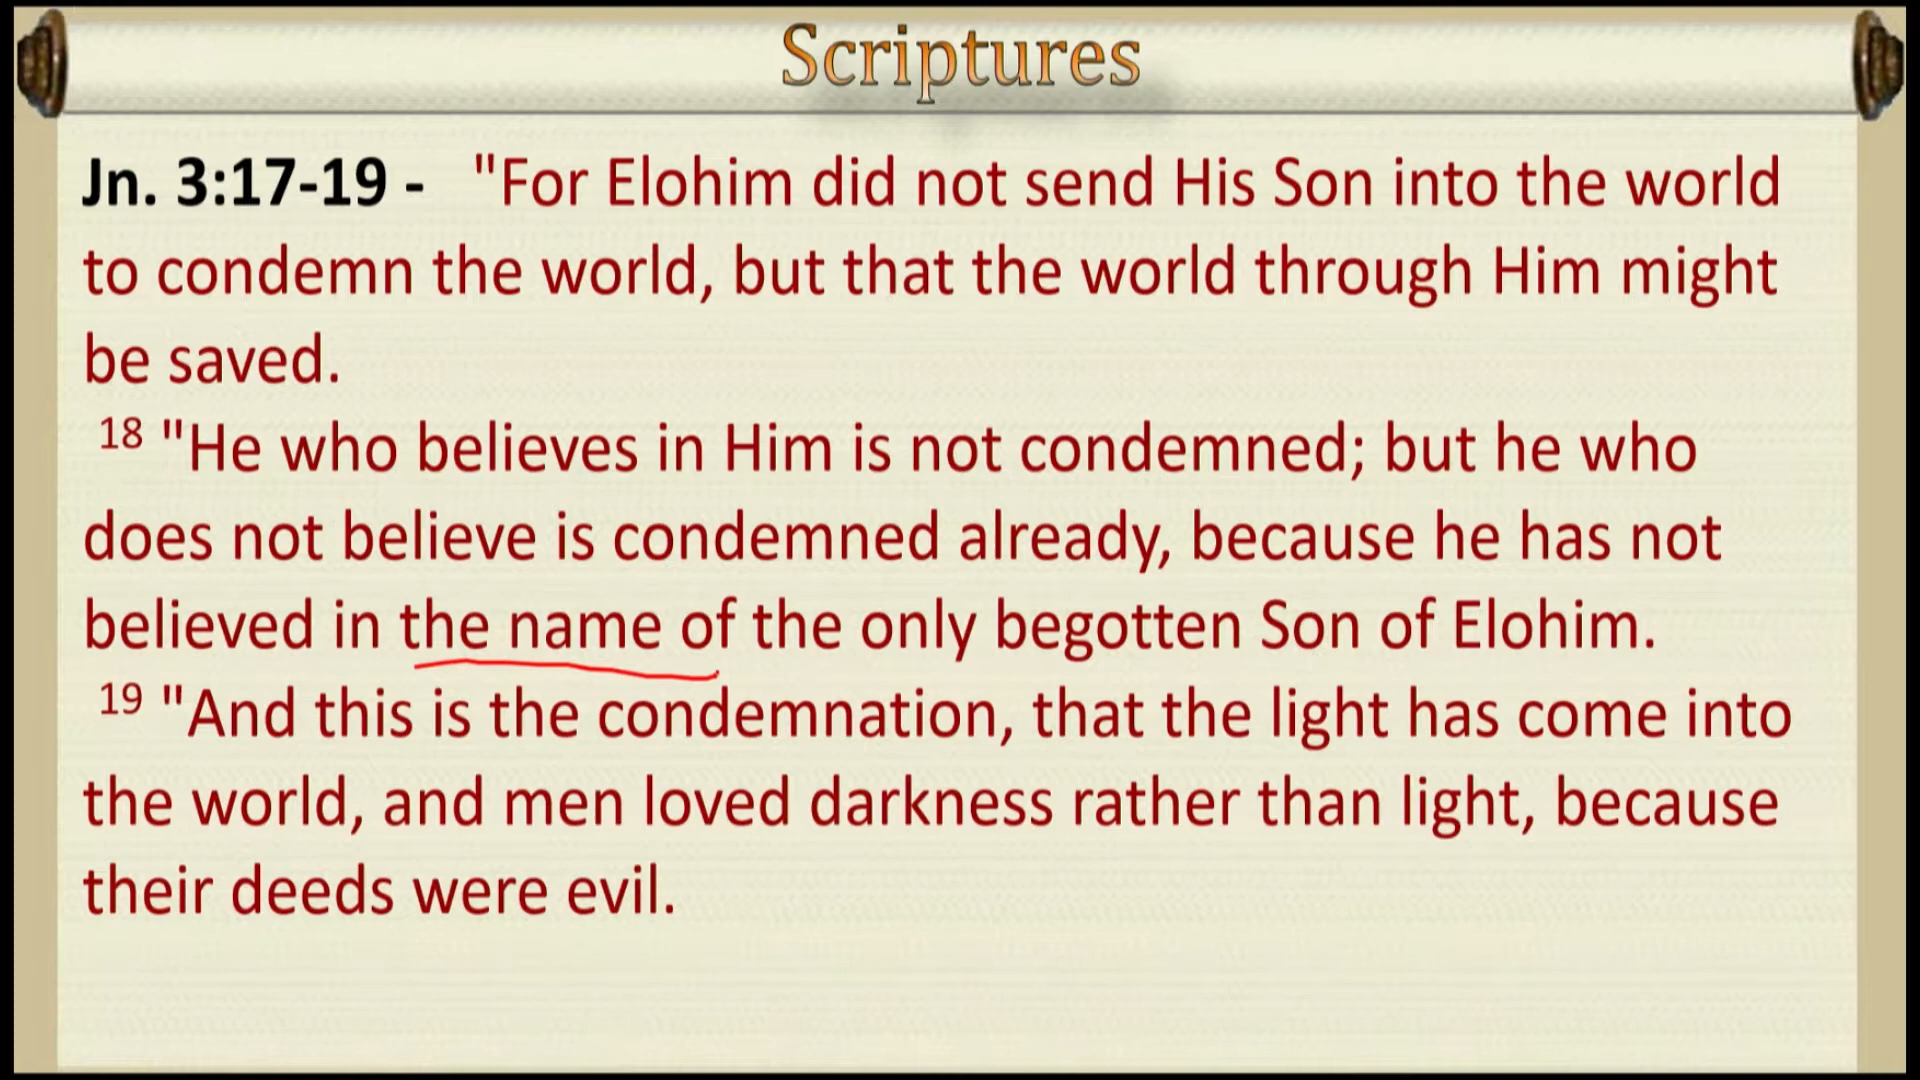 Scriptures
Jn. 3:17-19 - "For Elohim did not send His Son into the world
to condemn the world, but that the world through Him might
be saved.
18 "He who believes in Him is not condemned; but he who
does not believe is condemned already, because he has not
believed in the name of the only begotten Son of Elohim.
19 "And this is the condemnation, that the light has come into
the world, and men loved darkness rather than light, because
their deeds were evil.